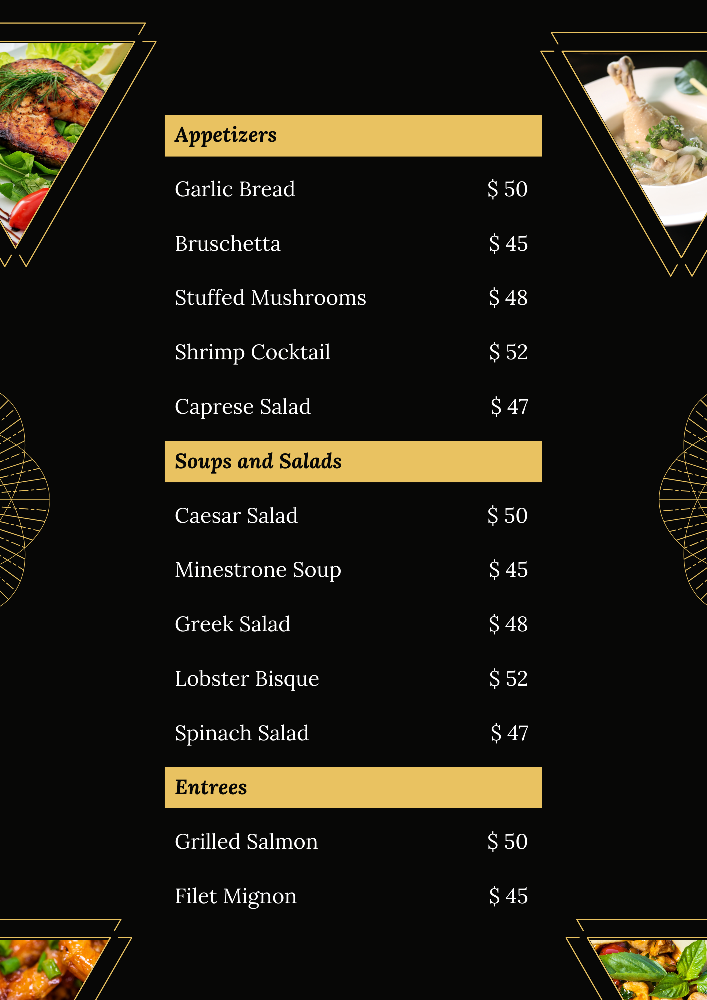 Appetizers
Garlic Bread $ 50
Bruschetta $ 45
Stuffed Mushrooms $ 48
Shrimp Cocktail $ 52
Caprese Salad $ 47
Soups and Salads
Caesar Salad $ 50
Minestrone Soup $ 45
Greek Salad $ 48
Lobster Bisque $ 52
Spinach Salad $ 47
Entrees
Grilled Salmon $ 50
Filet Mignon $ 45